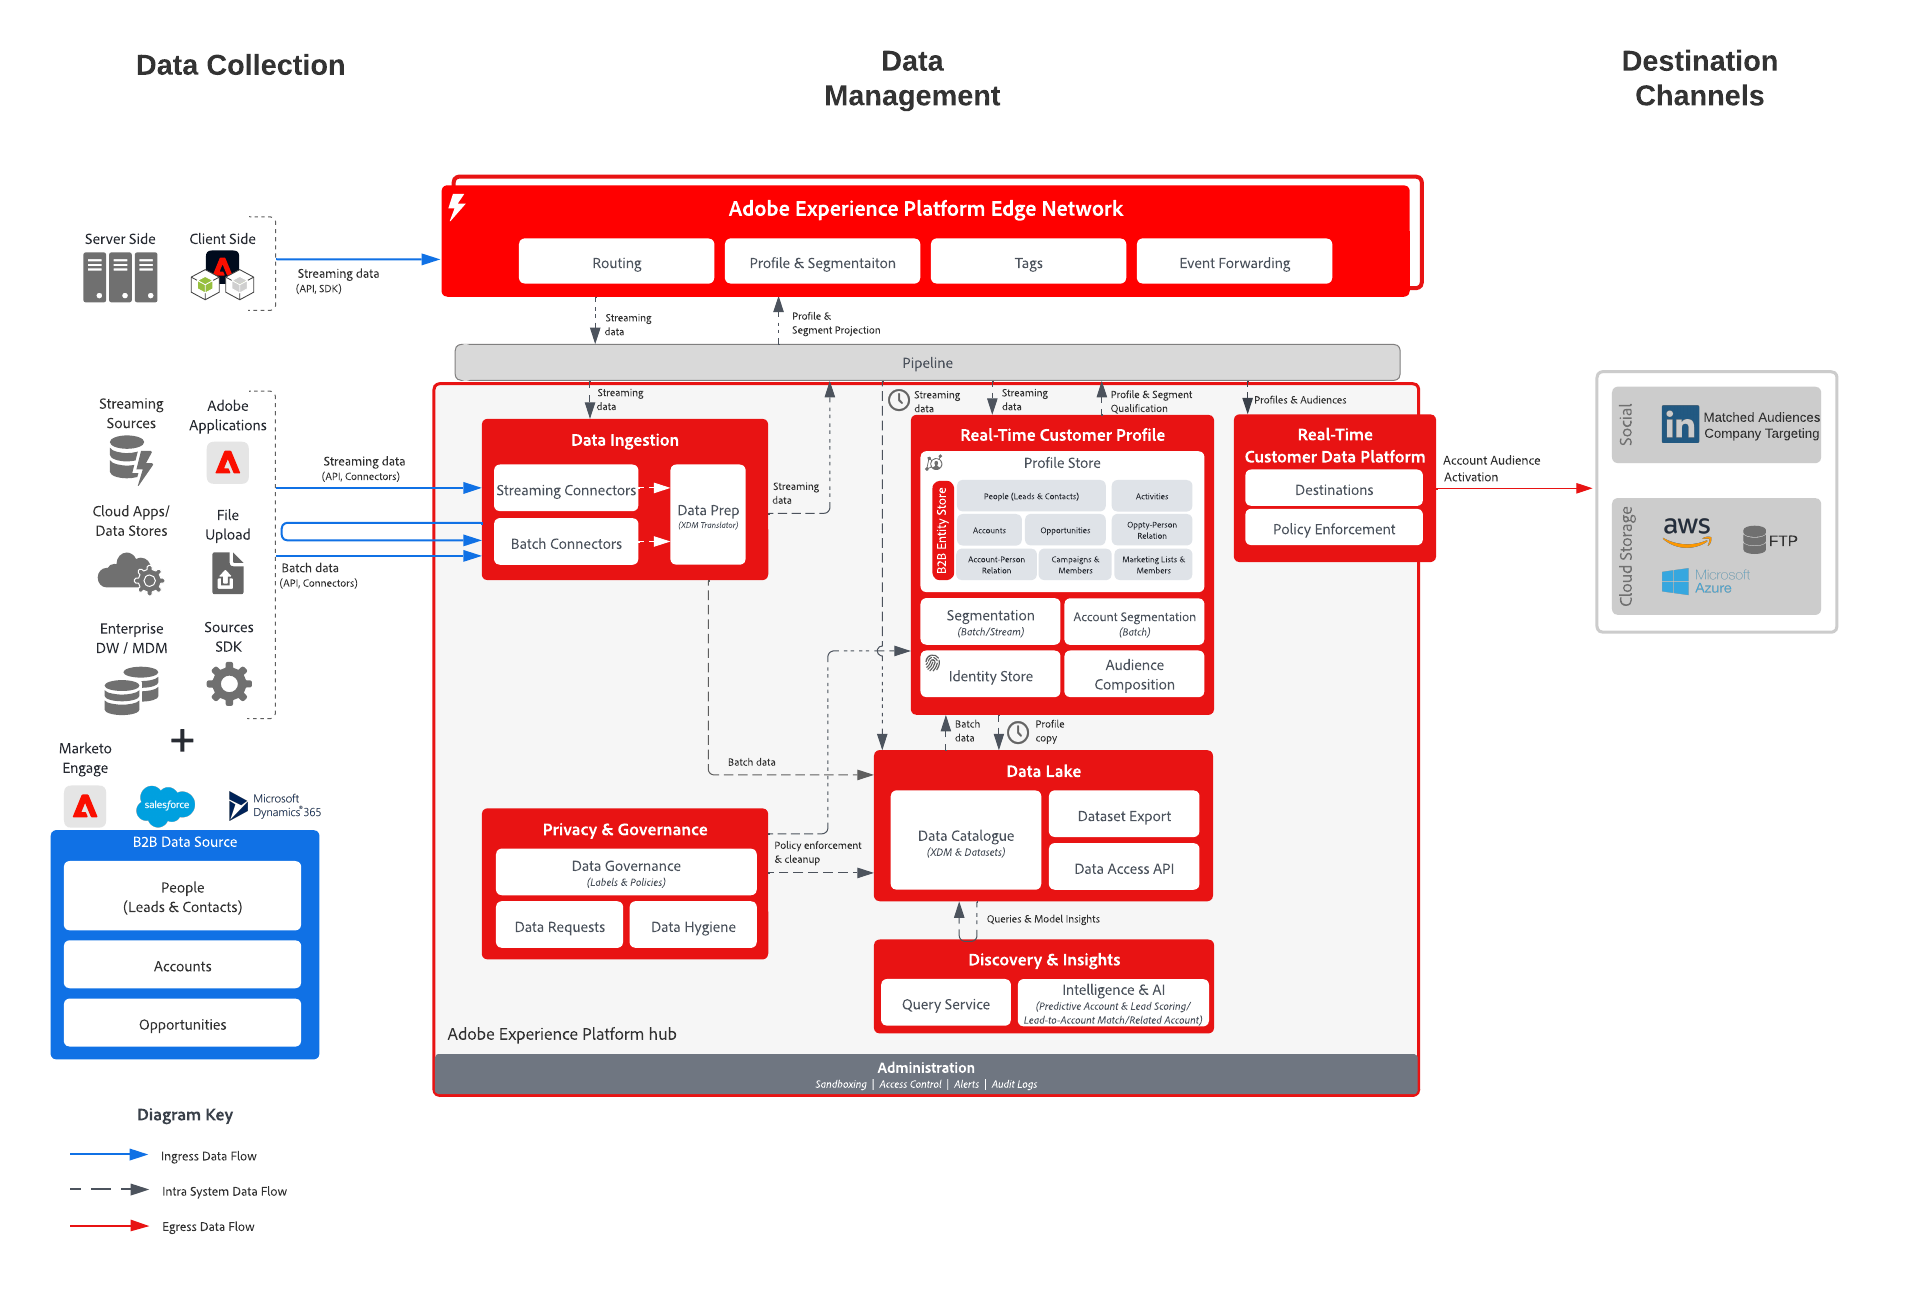 Data Collection
Data
Management
Destination
Channels
Adobe Experience Platform Edge Network
Routing
Profile & Segmentaiton
Tags
Event Forwarding
Server Side
Client Side
Streaming data
(API, SDK)
Streaming
data
Profile &
Segment Projection
Pipeline
Streaming
data
Streaming
data
Streaming
data
Profile & Segment
Qualification
Profiles & Audiences
Streaming
Sources
Adobe
Applications
Cloud Apps/
Data Stores
File
Upload
Enterprise
DW / MDM
Sources
SDK
Streaming data
(API, Connectors)
Batch data
(API, Connectors)
Data Ingestion
Streaming Connectors
Batch Connectors
Data Prep
(XDM Translator)
Streaming
data
Real-Time Customer Profile
Profile Store
B2B Entity Store
People (Leads & Contacts)
Activities
Accounts
Opportunities
Oppty-Person
Relation
Account-Person
Relation
Campaigns &
Members
Marketing Lists &
Members
Segmentation
(Batch/Stream)
Account Segmentation
(Batch)
Identity Store
Audience
Composition
Real-Time
Customer Data Platform
Destinations
Policy Enforcement
Account Audience
Activation
Social
in
Matched Audiences
Company Targeting
Cloud Storage
aws
FTP
Microsoft
Azure
Batch
data
Profile
copy
Batch data
Data Lake
Data Catalogue
(XDM & Datasets)
Dataset Export
Data Access API
Privacy & Governance
Data Governance
(Labels & Policies)
Data Requests
Data Hygiene
Policy enforcement
& cleanup
Queries & Model Insights
Discovery & Insights
Query Service
Intelligence & AI
(Predictive Account & Lead Scoring/
Lead-to-Account Match/Related Account)
Adobe Experience Platform hub
Administration
Sandboxing | Access Control | Alerts | Audit Logs
+
Marketo
Engage
salesforce
Microsoft
Dynamics 365
B2B Data Source
People
(Leads & Contacts)
Accounts
Opportunities
Diagram Key
Ingress Data Flow
Intra System Data Flow
Egress Data Flow